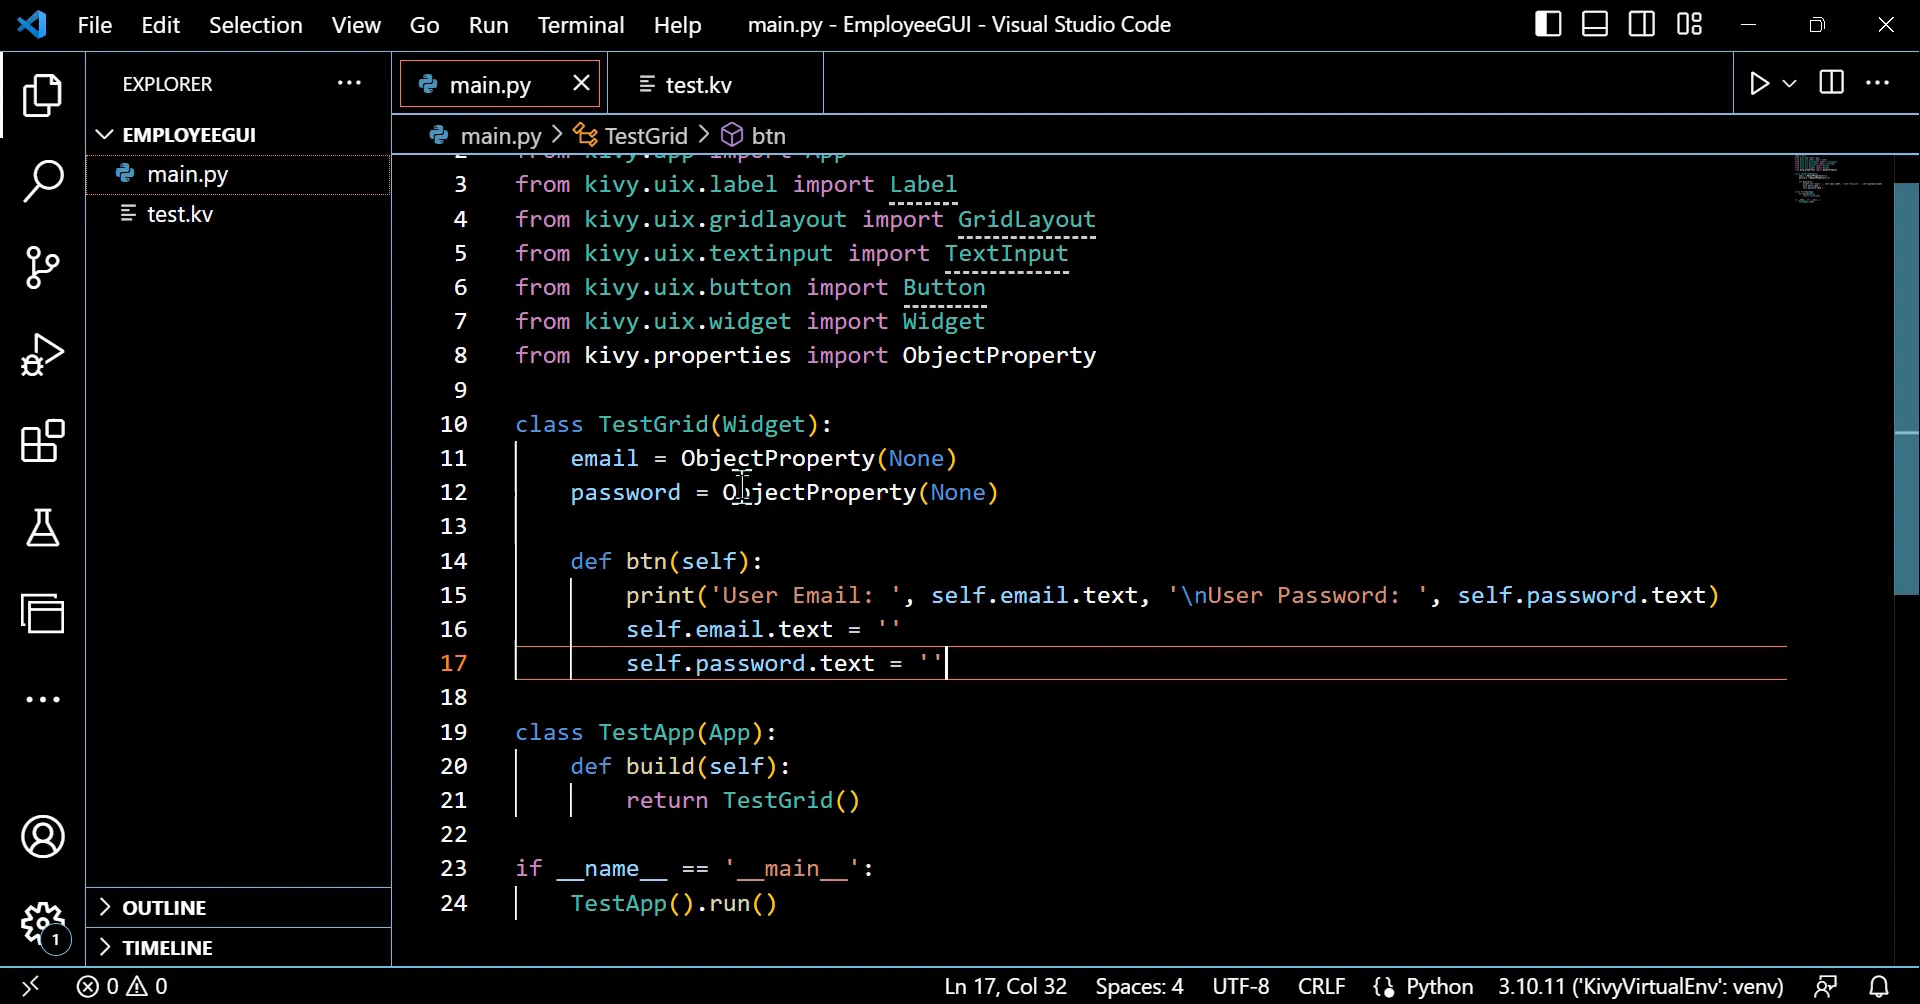 File Edit Selection View Go Run Terminal Help main.py - EmployeeGUI - Visual Studio Code
EXPLORER
main.py
test.kv
EMPLOYEEGUI
main.py
test.kv
main.py > TestGrid > btn
2 from kivy.app import App
3 from kivy.uix.label import Label
4 from kivy.uix.gridlayout import GridLayout
5 from kivy.uix.textinput import TextInput
6 from kivy.uix.button import Button
7 from kivy.uix.widget import Widget
8 from kivy.properties import ObjectProperty
9
10 class TestGrid(Widget):
11 email = ObjectProperty(None)
12 password = ObjectProperty(None)
13
14 def btn(self):
15 print('User Email: ', self.email.text, '\nUser Password: ', self.password.text)
16 self.email.text = ''
17 self.password.text = ''
18
19 class TestApp(App):
20 def build(self):
21 return TestGrid()
22
23 if __name__ == '__main__':
24 TestApp().run()
OUTLINE
TIMELINE
1
0 0 Ln 17, Col 32 Spaces: 4 UTF-8 CRLF Python 3.10.11 ('KivyVirtualEnv': venv)